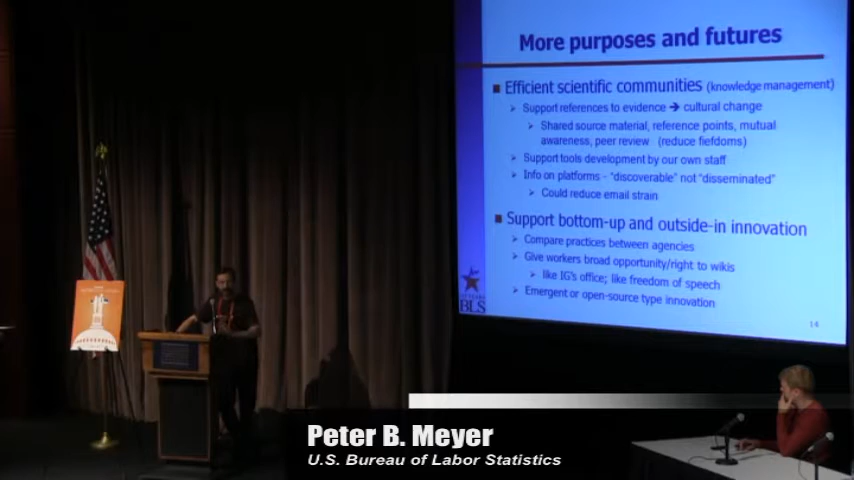 More purposes and futures
Efficient scientific communities (knowledge management)
Support references to evidence → cultural change
Shared source material, reference points, mutual
awareness, peer review (reduce fiefdoms)
Support tools development by our own staff
Info on platforms - "discoverable" not "disseminated"
Could reduce email strain
Support bottom-up and outside-in innovation
Compare practices between agencies
Give workers broad opportunity/right to wikis
like IG's office; like freedom of speech
Emergent or open-source type innovation
BLS
14
Peter B. Meyer
U.S. Bureau of Labor Statistics